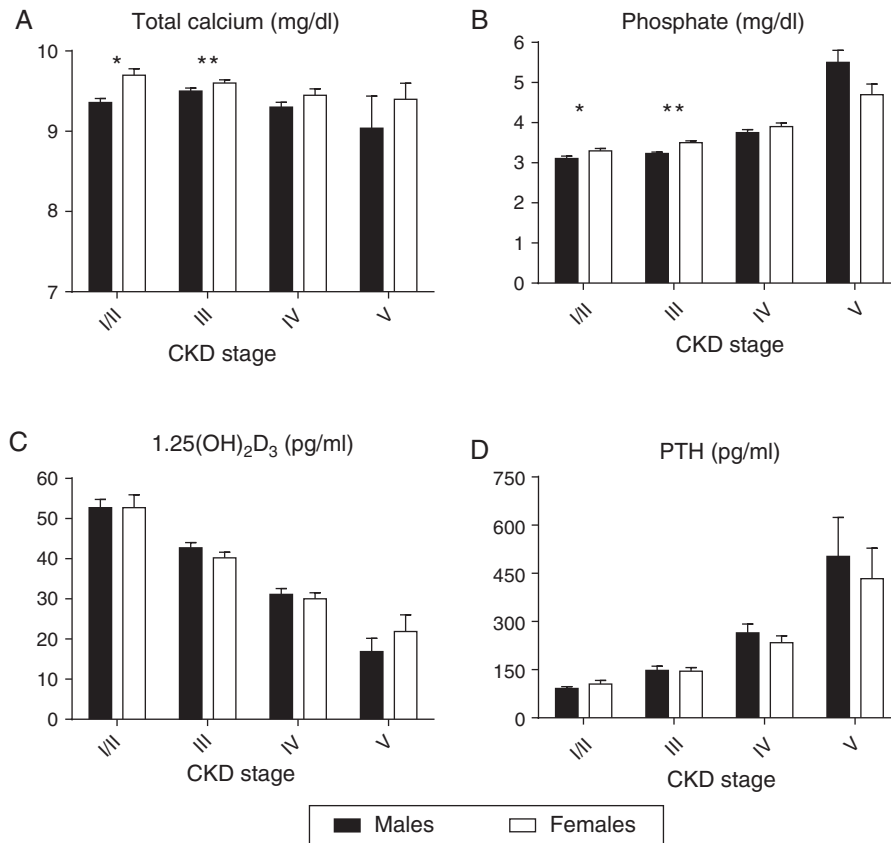 A Total calcium (mg/dl)
10
9
8
7
I/II III IV V
CKD stage
* **
B Phosphate (mg/dl)
6
5
4
3
2
1
0
I/II III IV V
CKD stage
* **
C 1.25(OH)₂D₃ (pg/ml)
60
50
40
30
20
10
0
I/II III IV V
CKD stage
D PTH (pg/ml)
750
600
450
300
150
0
I/II III IV V
CKD stage
Males Females